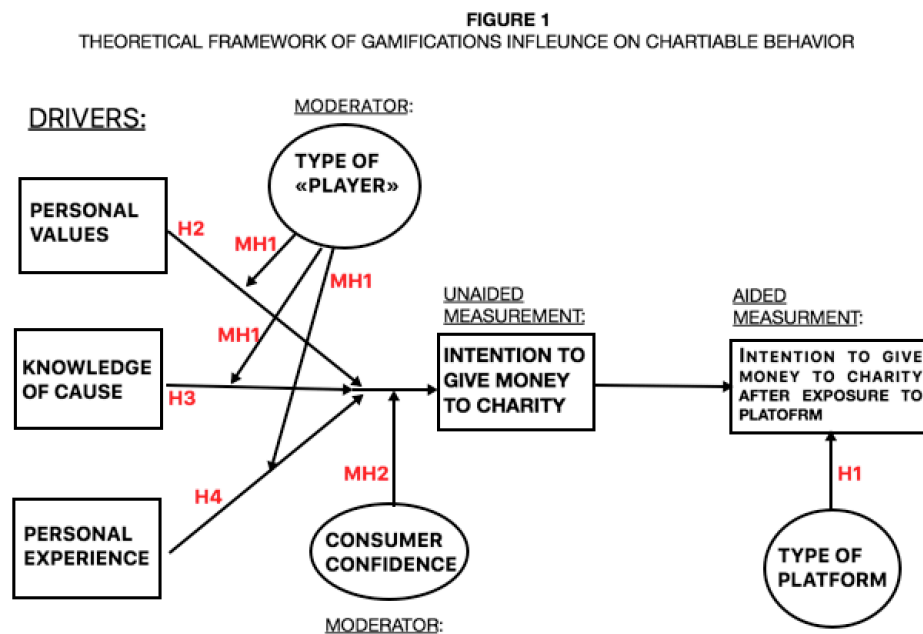 FIGURE 1
THEORETICAL FRAMEWORK OF GAMIFICATIONS INFLEUNCE ON CHARTIABLE BEHAVIOR
DRIVERS:
MODERATOR:
TYPE OF
«PLAYER»
PERSONAL
VALUES
H2
MH1
MH1
MH1
KNOWLEDGE
OF CAUSE
H3
PERSONAL
EXPERIENCE
H4
UNAIDED
MEASUREMENT:
INTENTION TO
GIVE MONEY
TO CHARITY
MH2
CONSUMER
CONFIDENCE
MODERATOR:
AIDED
MEASURMENT:
INTENTION TO GIVE
MONEY TO CHARITY
AFTER EXPOSURE TO
PLATOFRM
H1
TYPE OF
PLATFORM